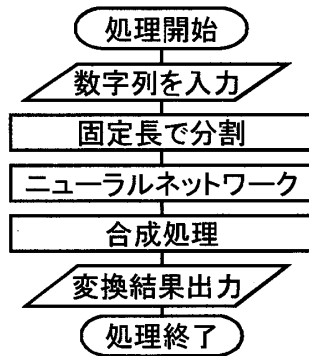 処理開始
数字列を入力
固定長で分割
ニューラルネットワーク
合成処理
変換結果出力
処理終了